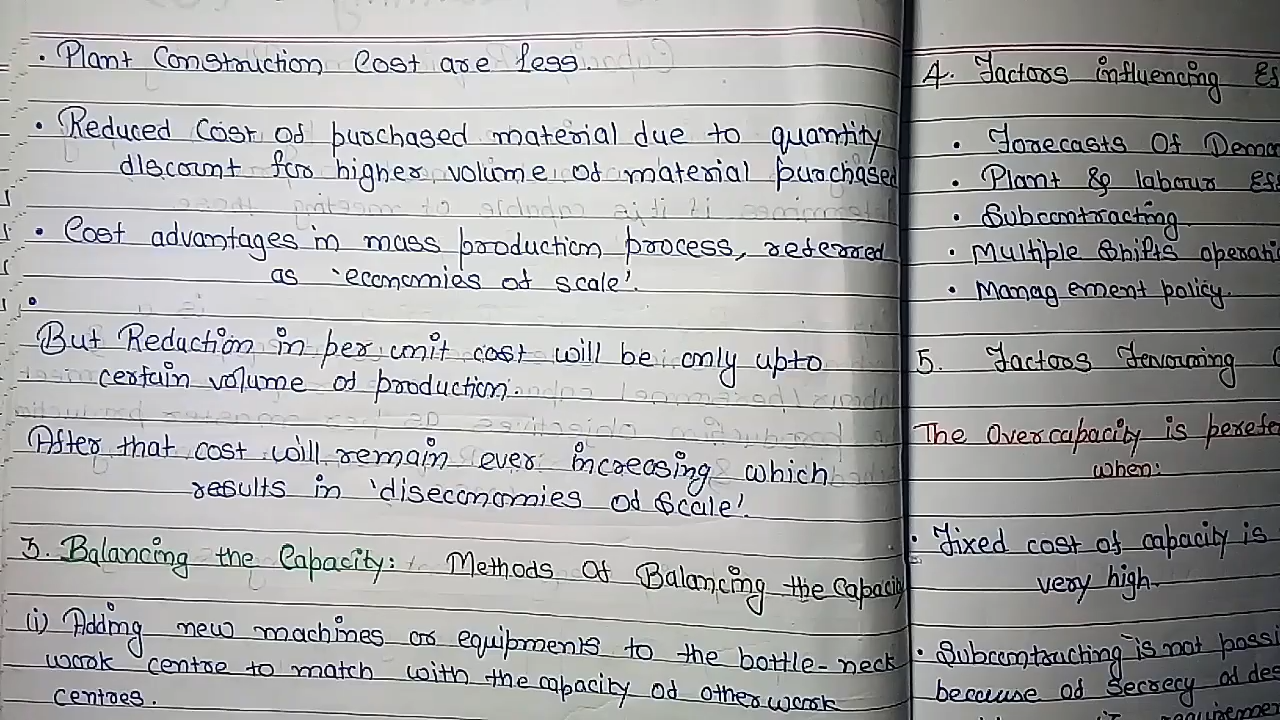 • Plant Construction Cost are less.
• Reduced Cost of purchased material due to quantity
discount for higher volume of material purchased
• Cost advantages in mass production process, referred
as 'economies of scale'.
But Reduction in per unit cost will be only upto
certain volume of production.
After that cost will remain ever increasing which
results in 'diseconomies of Scale'.
3. Balancing the Capacity: Methods Of Balancing the Capacity
(i) Adding new machines or equipments to the bottle-neck
work centre to match with the capacity of other work
centres.
4. Factors influencing
• Forecasts Of
• Plant & labour
• Subcontracting
• Multiple Shifts
• Management policy.
5. Factors Favouring
The Overcapacity is
when:
• Fixed cost of capacity is
very high.
• Subcontracting is not
because of Secrecy of